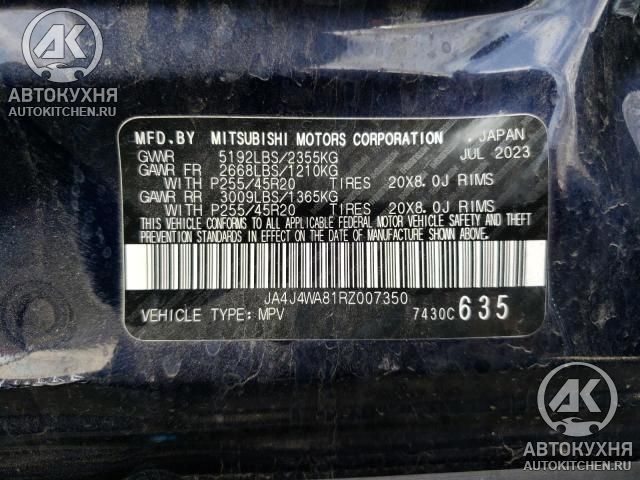 AK
АВТОКУХНЯ
AUTOKITCHEN.RU
MFD.BY MITSUBISHI MOTORS CORPORATION JAPAN
GVWR 5192LBS/2355KG JUL 2023
GAWR FR 2668LBS/1210KG
WITH P255/45R20 TIRES 20X8.0J RIMS
GAWR RR 3009LBS/1365KG
WITH P255/45R20 TIRES 20X8.0J RIMS
THIS VEHICLE CONFORMS TO ALL APPLICABLE FEDERAL MOTOR VEHICLE SAFETY AND THEFT
PREVENTION STANDARDS IN EFFECT ON THE DATE OF MANUFACTURE SHOWN ABOVE.
JA4J4WA81RZ007350
VEHICLE TYPE: MPV 7430C 635
AK
АВТОКУХНЯ
AUTOKITCHEN.RU